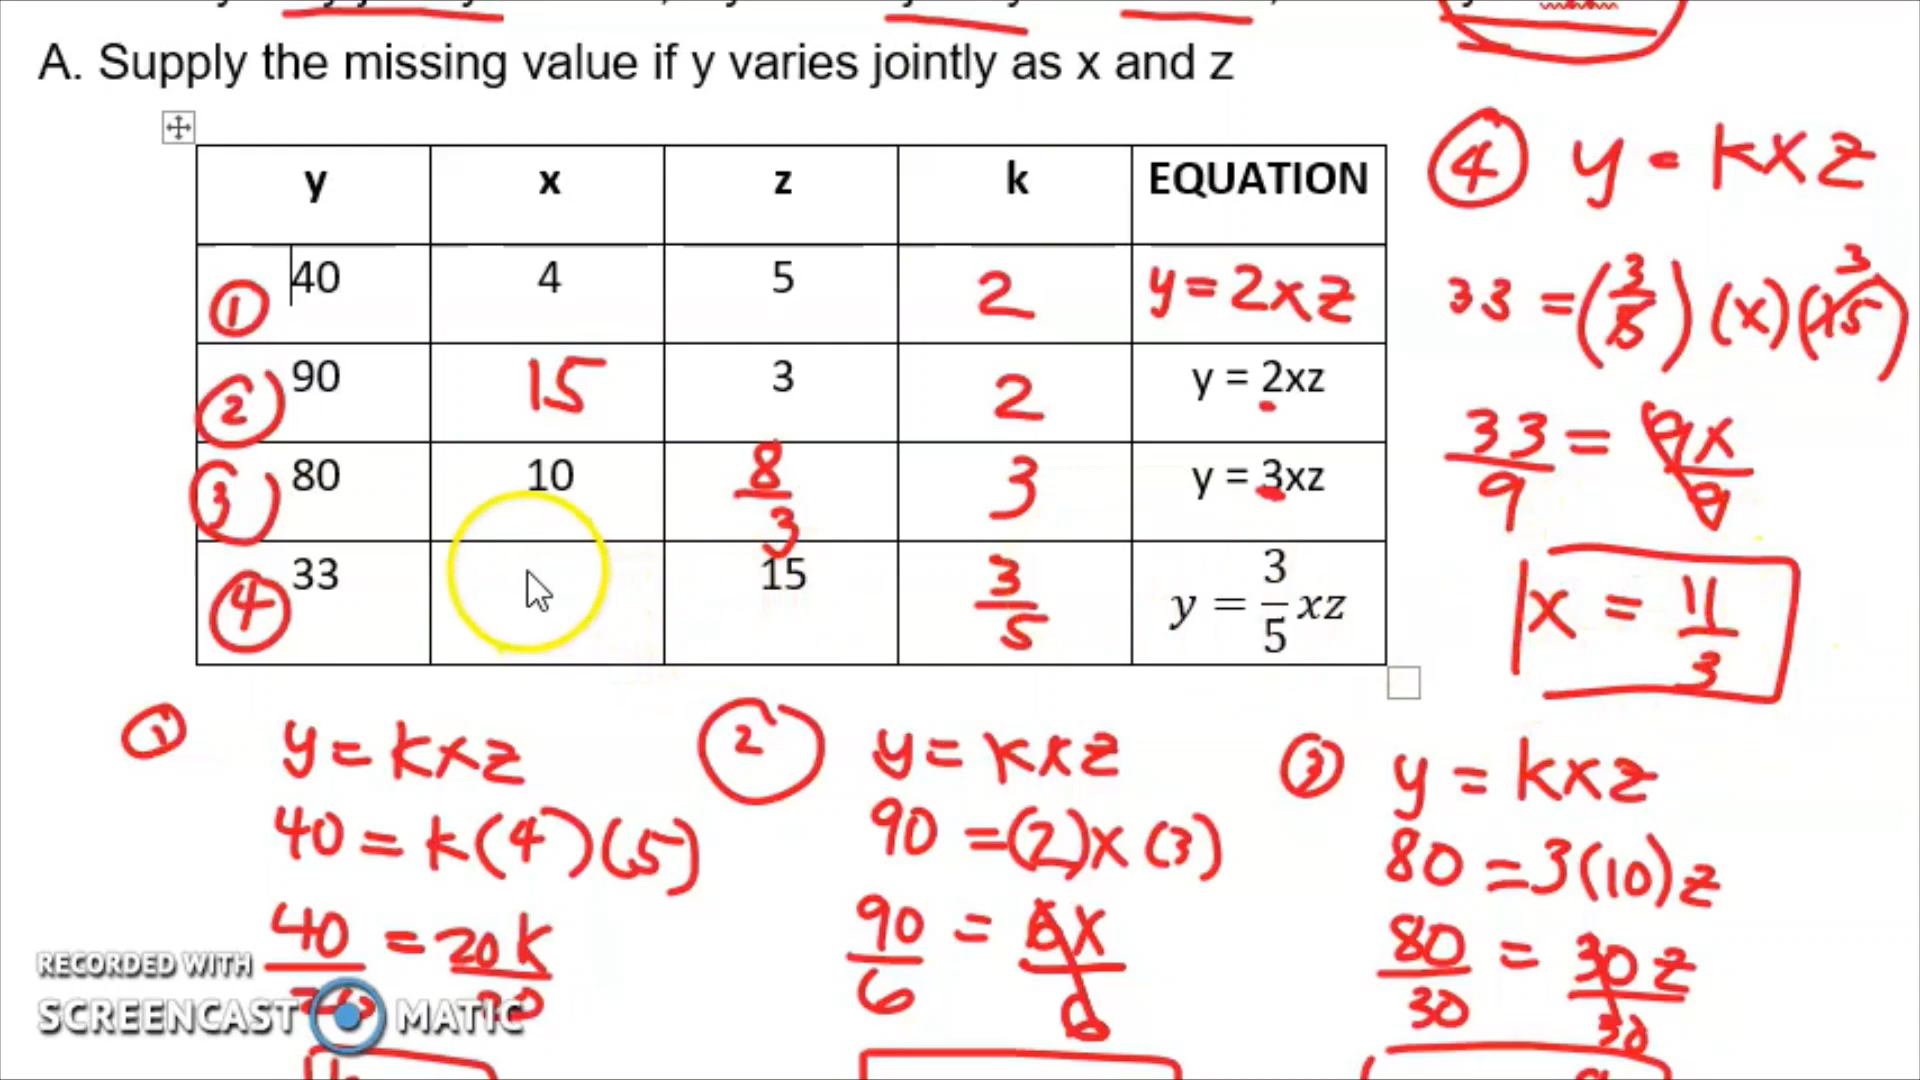 A. Supply the missing value if y varies jointly as x and z
y x z k EQUATION
① 40 4 5 2 y = 2xz
② 90 15 3 2 y = 2xz
③ 80 10 8/3 3 y = 3xz
④ 33 15 3/5 y = 3/5 xz
④ y = kxz
33 = (3/5) (x) (15) 3
33/9 = 9x/9
x = 11/3
① y = kxz
40 = k(4)(5)
40/20 = 20k/20
② y = kxz
90 = (2)x(3)
90/6 = 6x/6
③ y = kxz
80 = 3(10)z
80/30 = 30z/30
RECORDED WITH
SCREENCAST MATIC